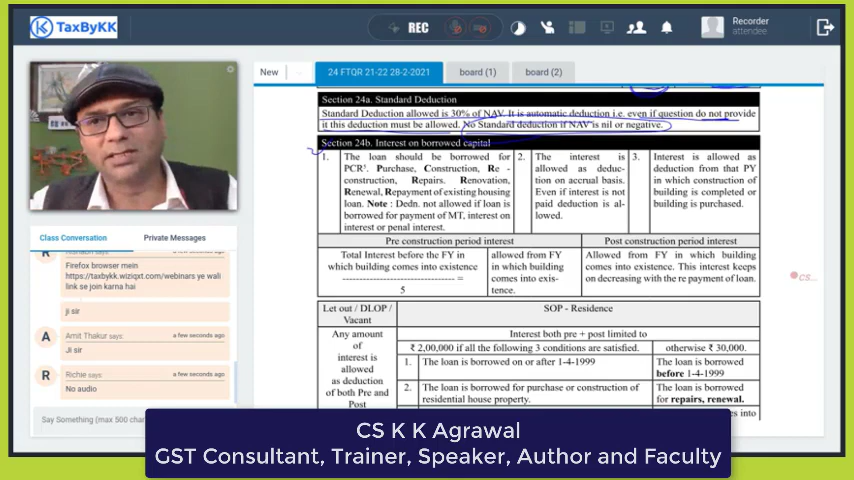 TaxByKK
REC
Recorder
attendee
New
24 FTQR 21-22 28-2-2021
board (1)
board (2)
Section 24a. Standard Deduction
Standard Deduction allowed is 30% of NAV. It is automatic deduction i.e. even if question do not provide
it this deduction must be allowed. No Standard deduction if NAV is nil or negative.
Section 24b. Interest on borrowed capital
1. The loan should be borrowed for
PCR⁵. Purchase, Construction, Re -
construction, Repairs. Renovation,
Renewal, Repayment of existing housing
loan. Note : Dedn. not allowed if loan is
borrowed for payment of MT, interest on
interest or penal interest.
2. The interest is
allowed as deduc-
tion on accrual basis.
Even if interest is not
paid deduction is al-
lowed.
3. Interest is allowed as
deduction from that PY
in which construction of
building is completed or
building is purchased.
Pre construction period interest
Post construction period interest
Total Interest before the FY in
which building comes into existence
------------------------------------ =
5
allowed from FY
in which building
comes into exis-
tence.
Allowed from FY in which building
comes into existence. This interest keeps
on decreasing with the re payment of loan.
Let out / DLOP /
Vacant
SOP - Residence
Any amount
of
interest is
allowed
as deduction
of both Pre and
Post
Interest both pre + post limited to
₹ 2,00,000 if all the following 3 conditions are satisfied.
otherwise ₹ 30,000.
1. The loan is borrowed on or after 1-4-1999
The loan is borrowed
before 1-4-1999
2. The loan is borrowed for purchase or construction of
residential house property.
The loan is borrowed
for repairs, renewal.
es into
CS...
Class Conversation
Private Messages
R
Firefox browser mein
https://taxbykk.wiziqxt.com/webinars ye wali
link se join karna hai
ji sir
A
Amit Thakur says:
a few seconds ago
Ji sir
R
Richie says:
a few seconds ago
No audio
Say Something (max 500 char
CS K K Agrawal
GST Consultant, Trainer, Speaker, Author and Faculty